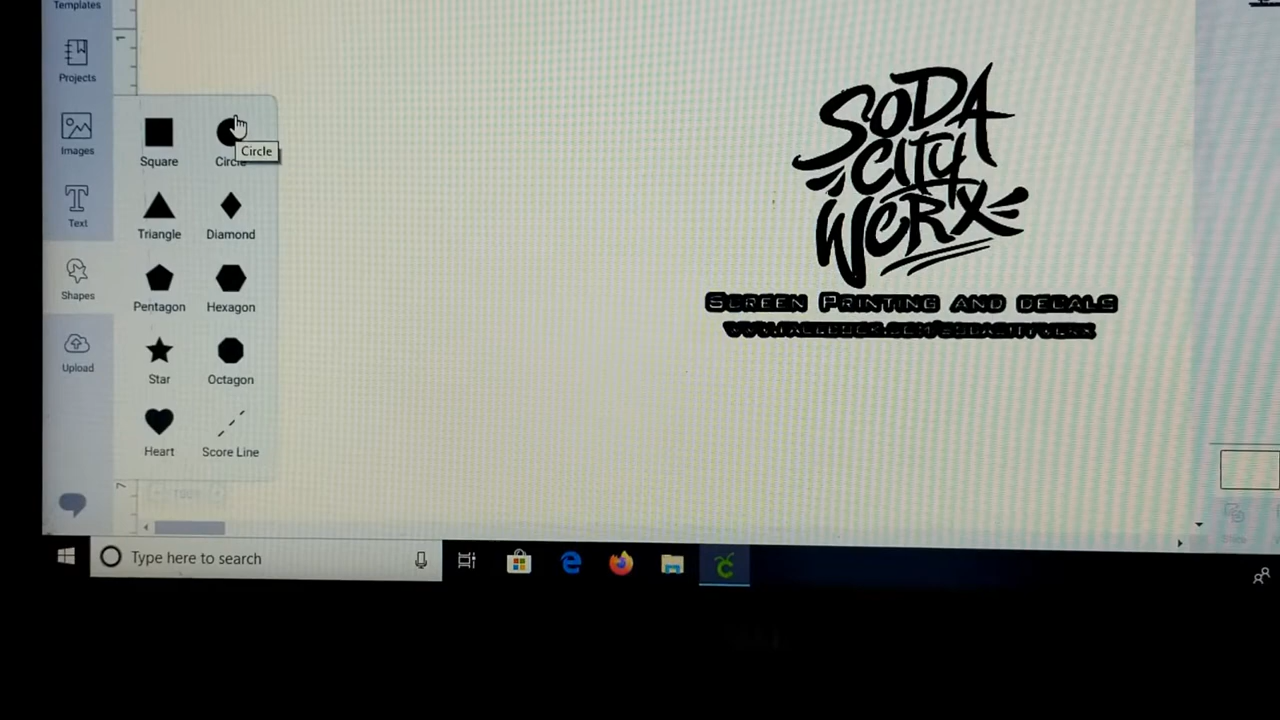 Templates
Projects
Images
Text
Shapes
Upload
Square
Circle
Circle
Triangle
Diamond
Pentagon
Hexagon
Star
Octagon
Heart
Score Line
SODA
CITY
WERX
SCREEN PRINTING AND DECALS
Type here to search